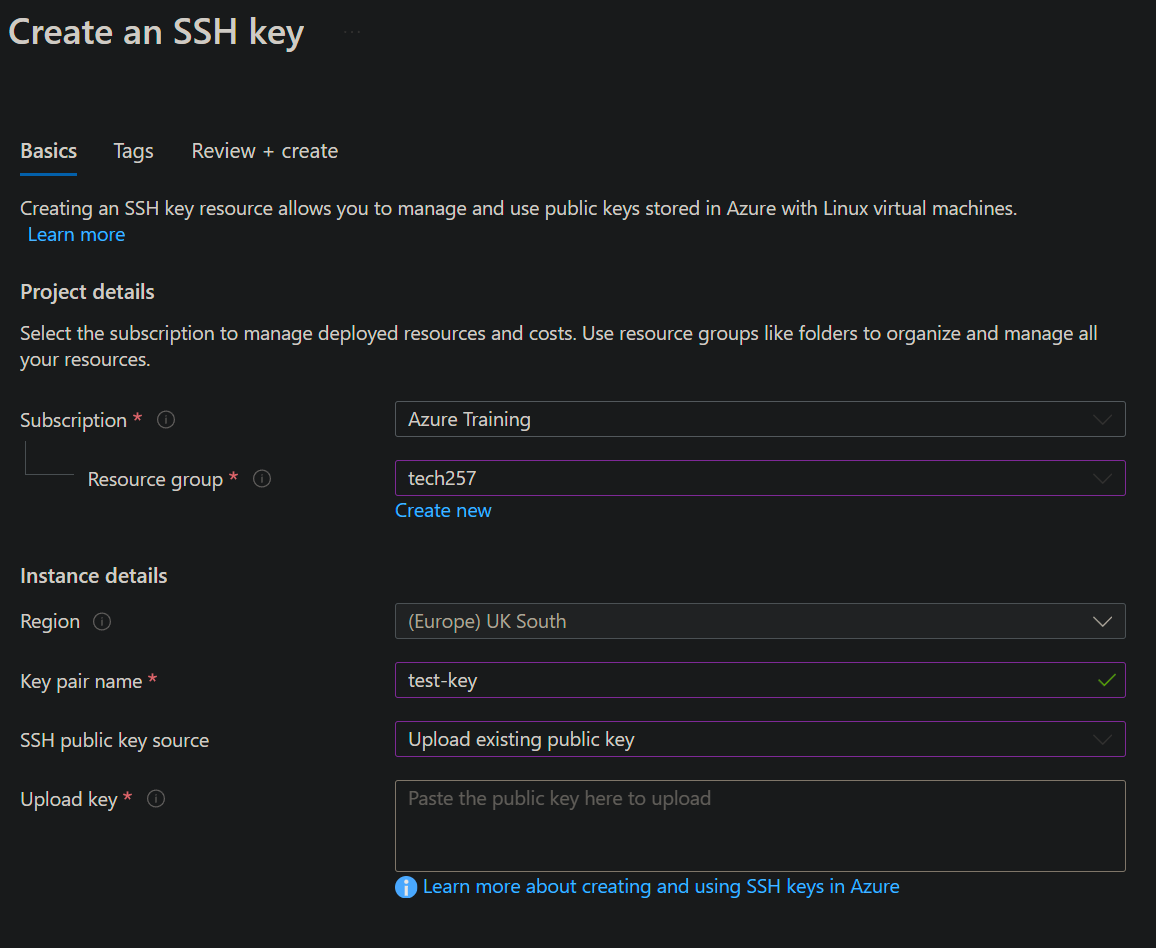 Create an SSH key ...
Basics Tags Review + create
Creating an SSH key resource allows you to manage and use public keys stored in Azure with Linux virtual machines.
Learn more
Project details
Select the subscription to manage deployed resources and costs. Use resource groups like folders to organize and manage all
your resources.
Subscription * Azure Training
Resource group * tech257
Create new
Instance details
Region (Europe) UK South
Key pair name * test-key
SSH public key source Upload existing public key
Upload key * Paste the public key here to upload
Learn more about creating and using SSH keys in Azure